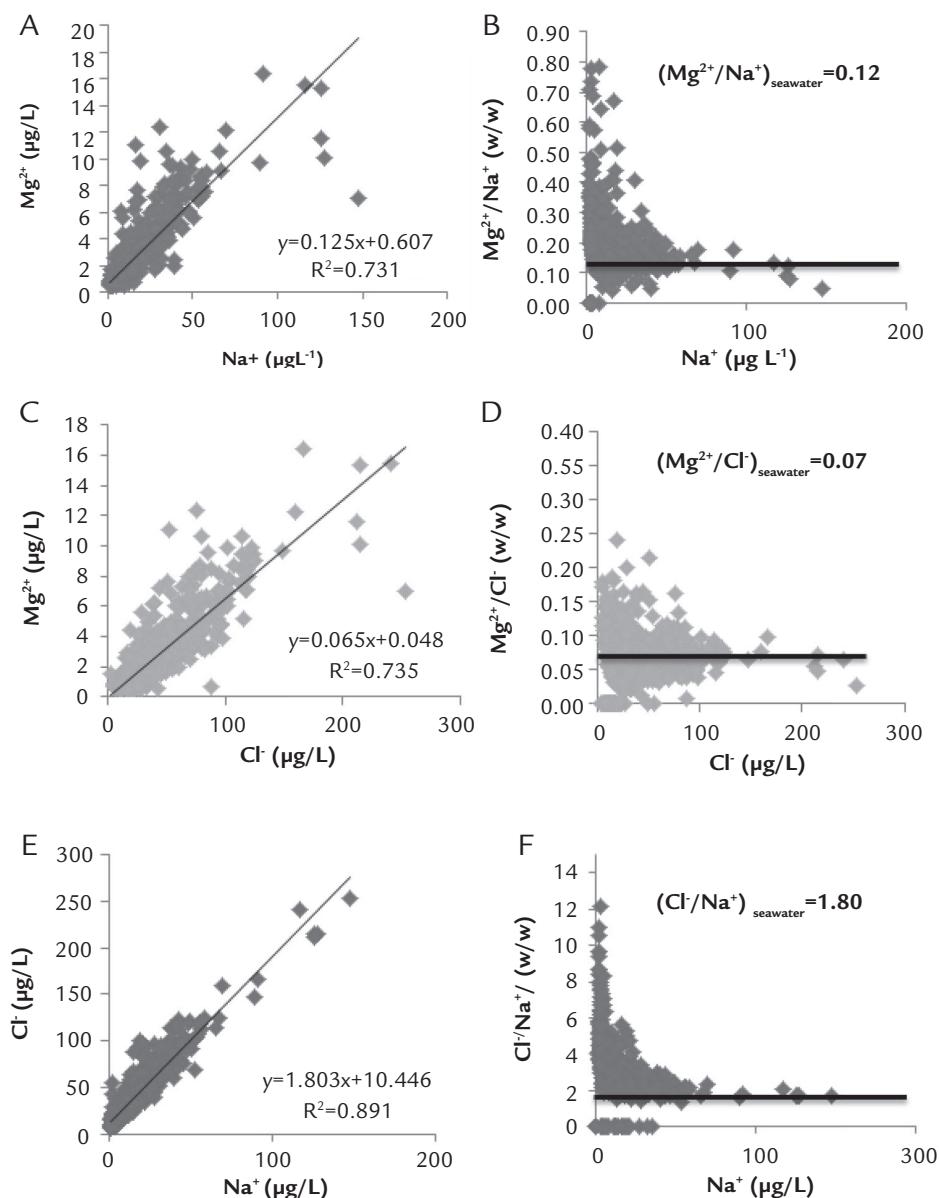 A
Mg²⁺ (µg/L)
20
18
16
14
12
10
8
6
4
2
0
0 50 100 150 200
y=0.125x+0.607
R²=0.731
Na+ (µgL⁻¹)
B
Mg²⁺/Na⁺ (w/w)
0.90
0.80
0.70
0.60
0.50
0.40
0.30
0.20
0.10
0.00
0 100 200
(Mg²⁺/Na⁺)seawater=0.12
Na⁺ (µg L⁻¹)
C
Mg²⁺ (µg/L)
18
16
14
12
10
8
6
4
2
0
0 100 200 300
y=0.065x+0.048
R²=0.735
Cl⁻ (µg/L)
D
Mg²⁺/Cl⁻ (w/w)
0.40
0.55
0.30
0.25
0.20
0.15
0.10
0.05
0.00
0 100 200 300
(Mg²⁺/Cl⁻)seawater=0.07
Cl⁻ (µg/L)
E
Cl⁻ (µg/L)
300
250
200
150
100
50
0
0 100 200
y=1.803x+10.446
R²=0.891
Na⁺ (µg/L)
F
Cl⁻/Na⁺/ (w/w)
14
12
10
8
6
4
2
0
0 100 200 300
(Cl⁻/Na⁺) seawater=1.80
Na⁺ (µg/L)